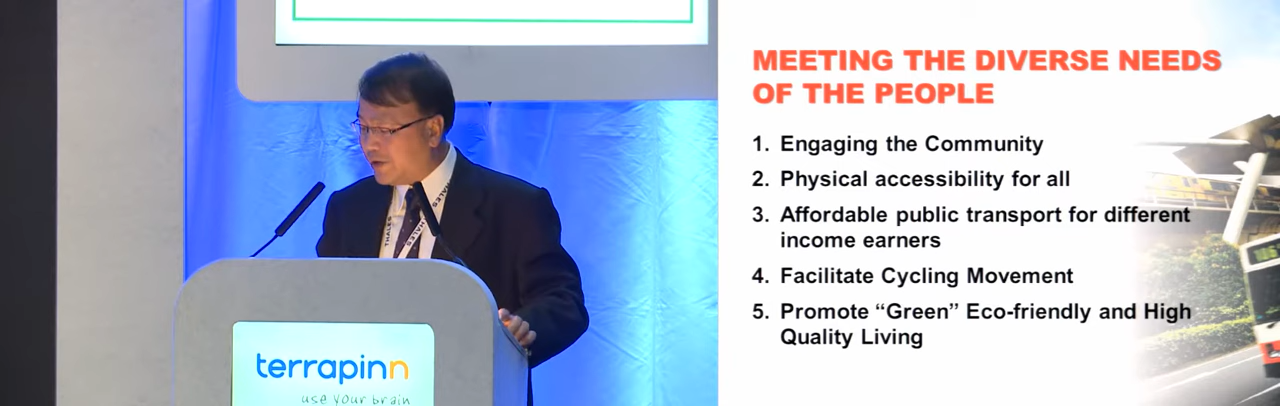 THALES
THALES
terrapinn
use your brain
MEETING THE DIVERSE NEEDS
OF THE PEOPLE
1. Engaging the Community
2. Physical accessibility for all
3. Affordable public transport for different
income earners
4. Facilitate Cycling Movement
5. Promote “Green” Eco-friendly and High
Quality Living